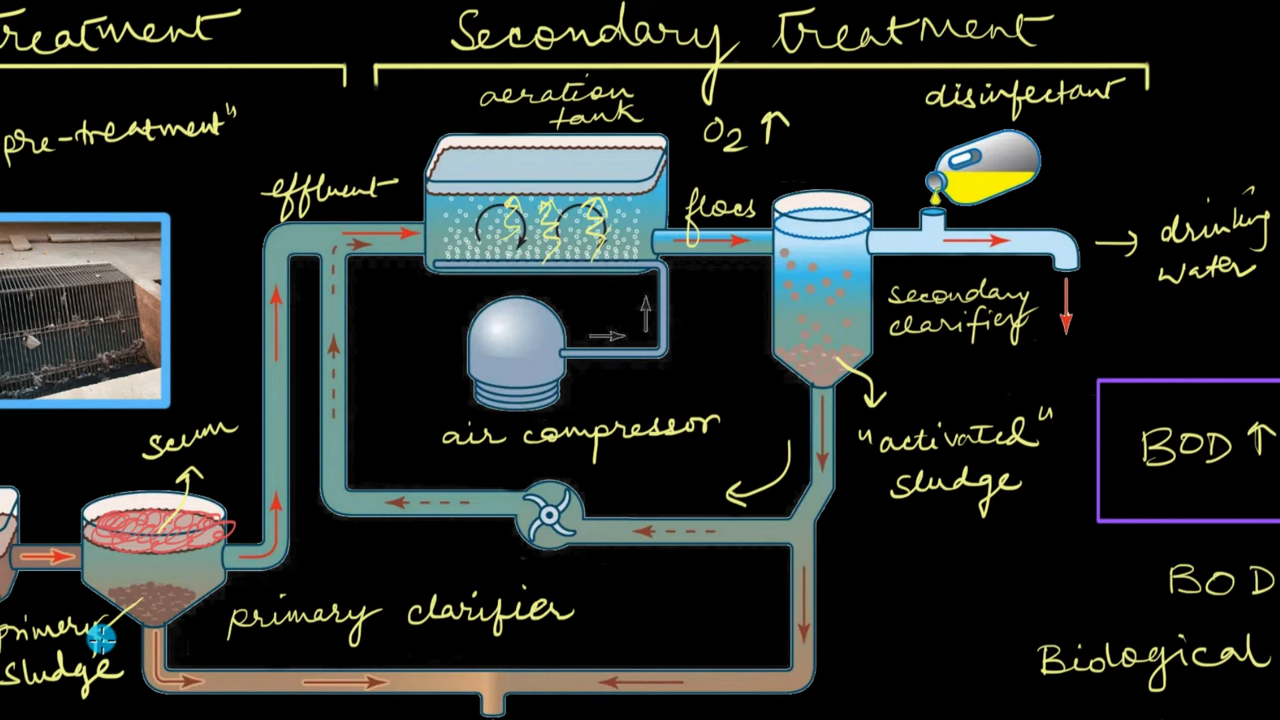 Treatment
Secondary Treatment
pre-treatment"
aeration
tank
O2 ↑
disinfectant
effluent
flocs
drinking
water
secondary
clarifier
air compressor
"activated"
sludge
BOD ↑
scum
primary clarifier
primery
sludge
BOD
Biological